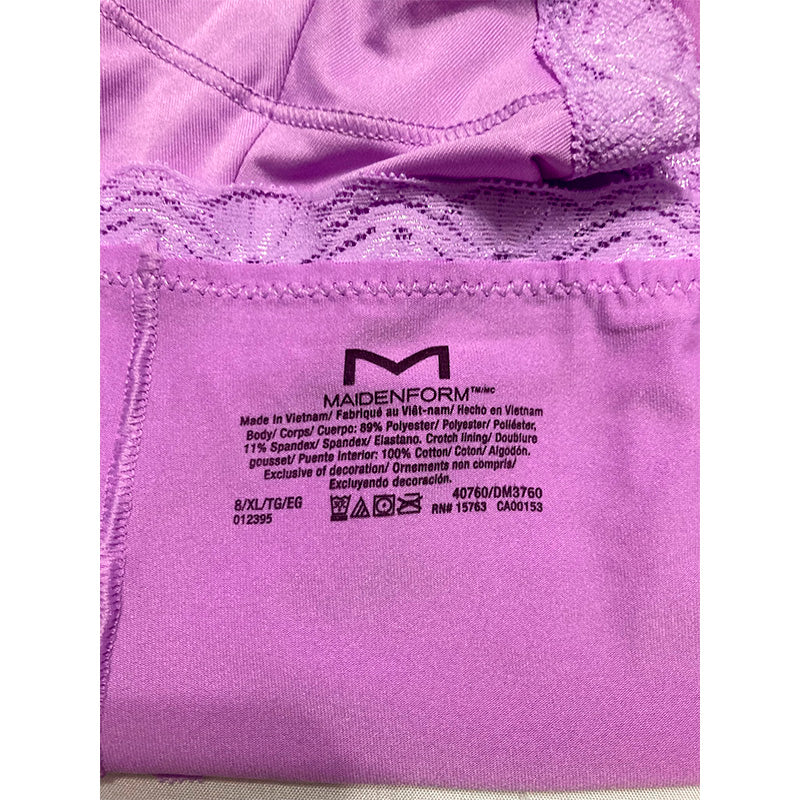 M
MAIDENFORM™/MC
Made in Vietnam/ Fabriqué au Viêt-nam/ Hecho en Vietnam
Body/ Corps/ Cuerpo: 89% Polyester/ Polyester/ Poliéster,
11% Spandex/ Spandex/ Elastano. Crotch lining/ Doublure
gousset/ Puente Interior: 100% Cotton/ Coton/ Algodón.
Exclusive of decoration/ Ornements non compris/
Excluyendo decoración.
8/XL/TG/EG 40760/DM3760
012395 RN# 15763 CA00153